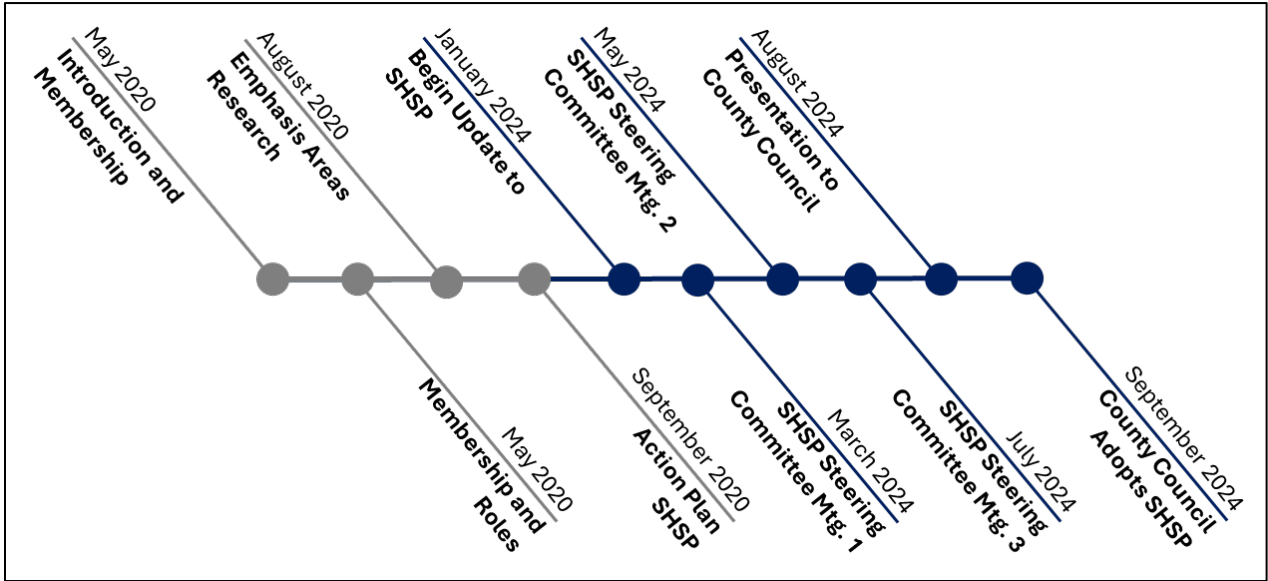 May 2020
Introduction and
Membership
August 2020
Emphasis Areas
Research
January 2024
Begin Update to
SHSP
May 2024
SHSP Steering
Committee Mtg. 2
August 2024
Presentation to
County Council
May 2020
Membership and
Roles
September 2020
Action Plan
SHSP
March 2024
SHSP Steering
Committee Mtg. 1
July 2024
SHSP Steering
Committee Mtg. 3
September 2024
County Council
Adopts SHSP